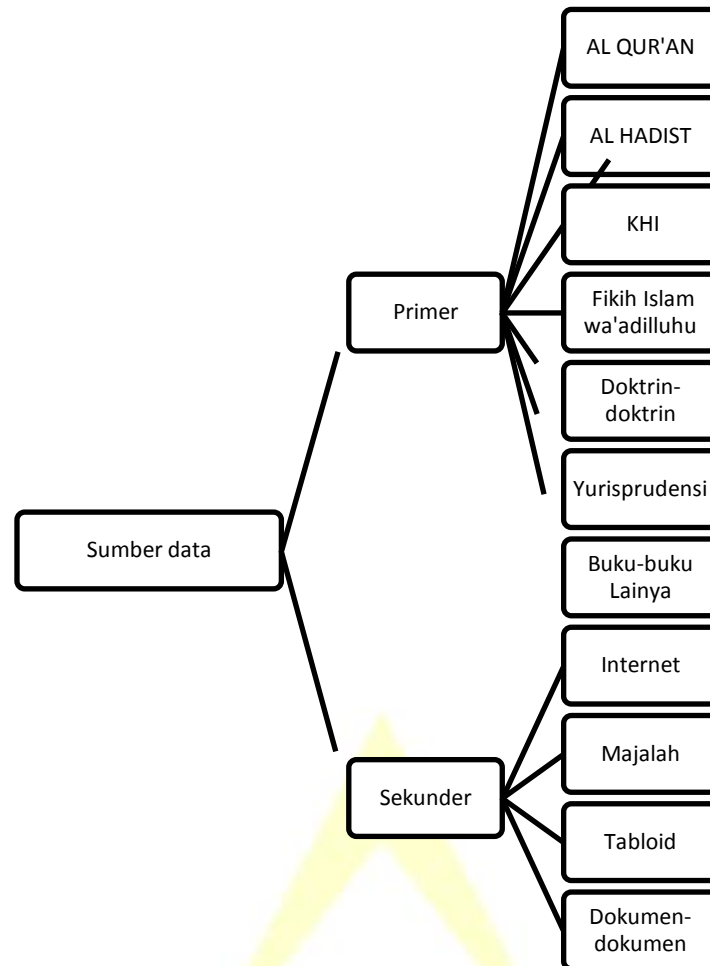 AL QUR'AN
AL HADIST
KHI
Primer
Fikih Islam
wa'adilluhu
Doktrin-
doktrin
Yurisprudensi
Sumber data
Buku-buku
Lainya
Internet
Majalah
Sekunder
Tabloid
Dokumen-
dokumen